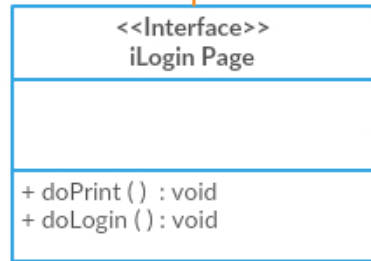 <<Interface>>
iLogin Page
+ doPrint ( ) : void
+ doLogin ( ) : void